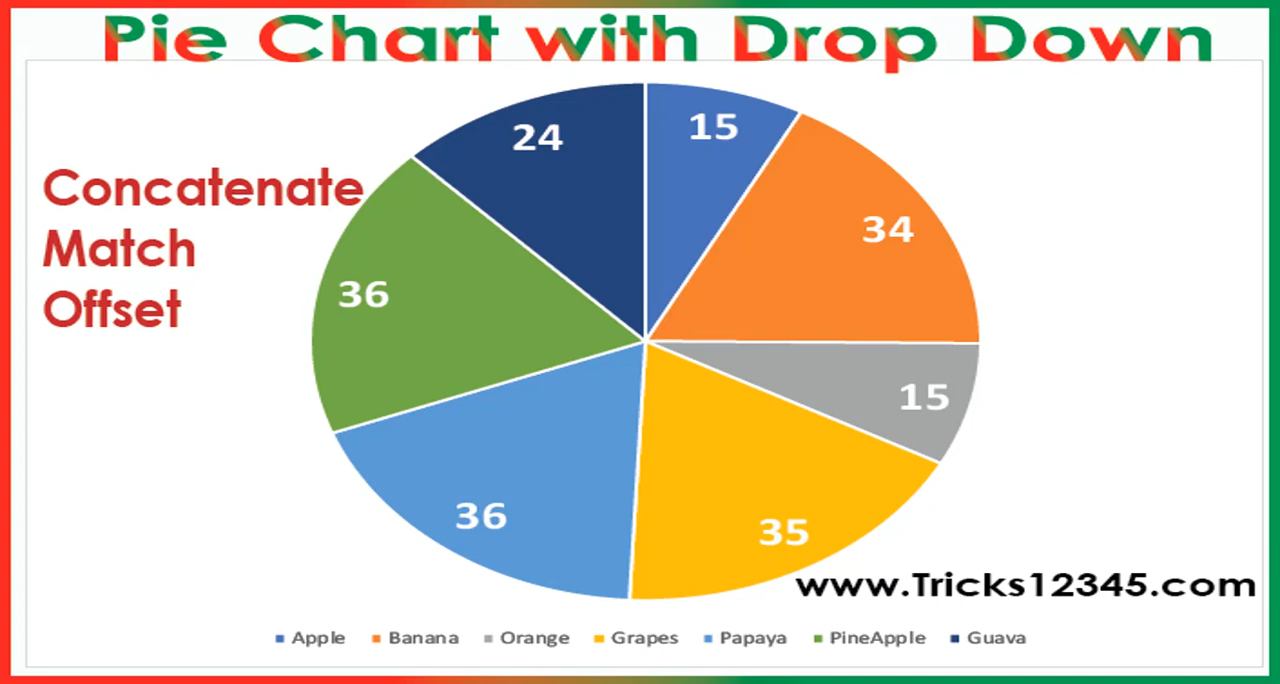 Pie Chart with Drop Down
Concatenate
Match
Offset
24
15
34
36
15
36
35
www.Tricks12345.com
Apple Banana Orange Grapes Papaya PineApple Guava